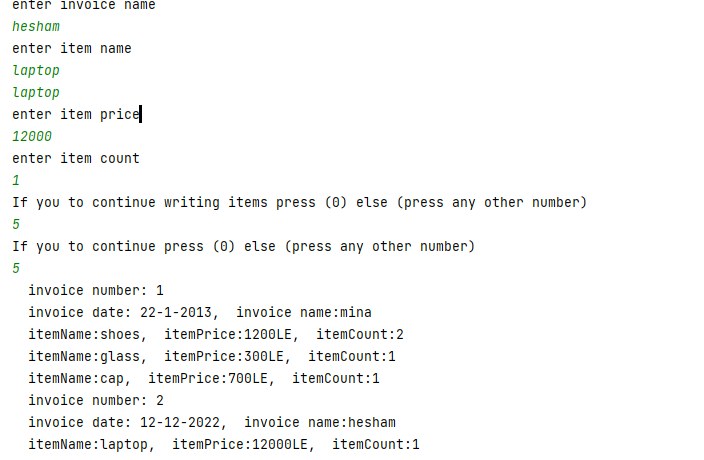 enter invoice name
hesham
enter item name
laptop
laptop
enter item price
12000
enter item count
1
If you to continue writing items press (0) else (press any other number)
5
If you to continue press (0) else (press any other number)
5
invoice number: 1
invoice date: 22-1-2013,  invoice name:mina
itemName:shoes,  itemPrice:1200LE,  itemCount:2
itemName:glass,  itemPrice:300LE,  itemCount:1
itemName:cap,  itemPrice:700LE,  itemCount:1
invoice number: 2
invoice date: 12-12-2022,  invoice name:hesham
itemName:laptop,  itemPrice:12000LE,  itemCount:1